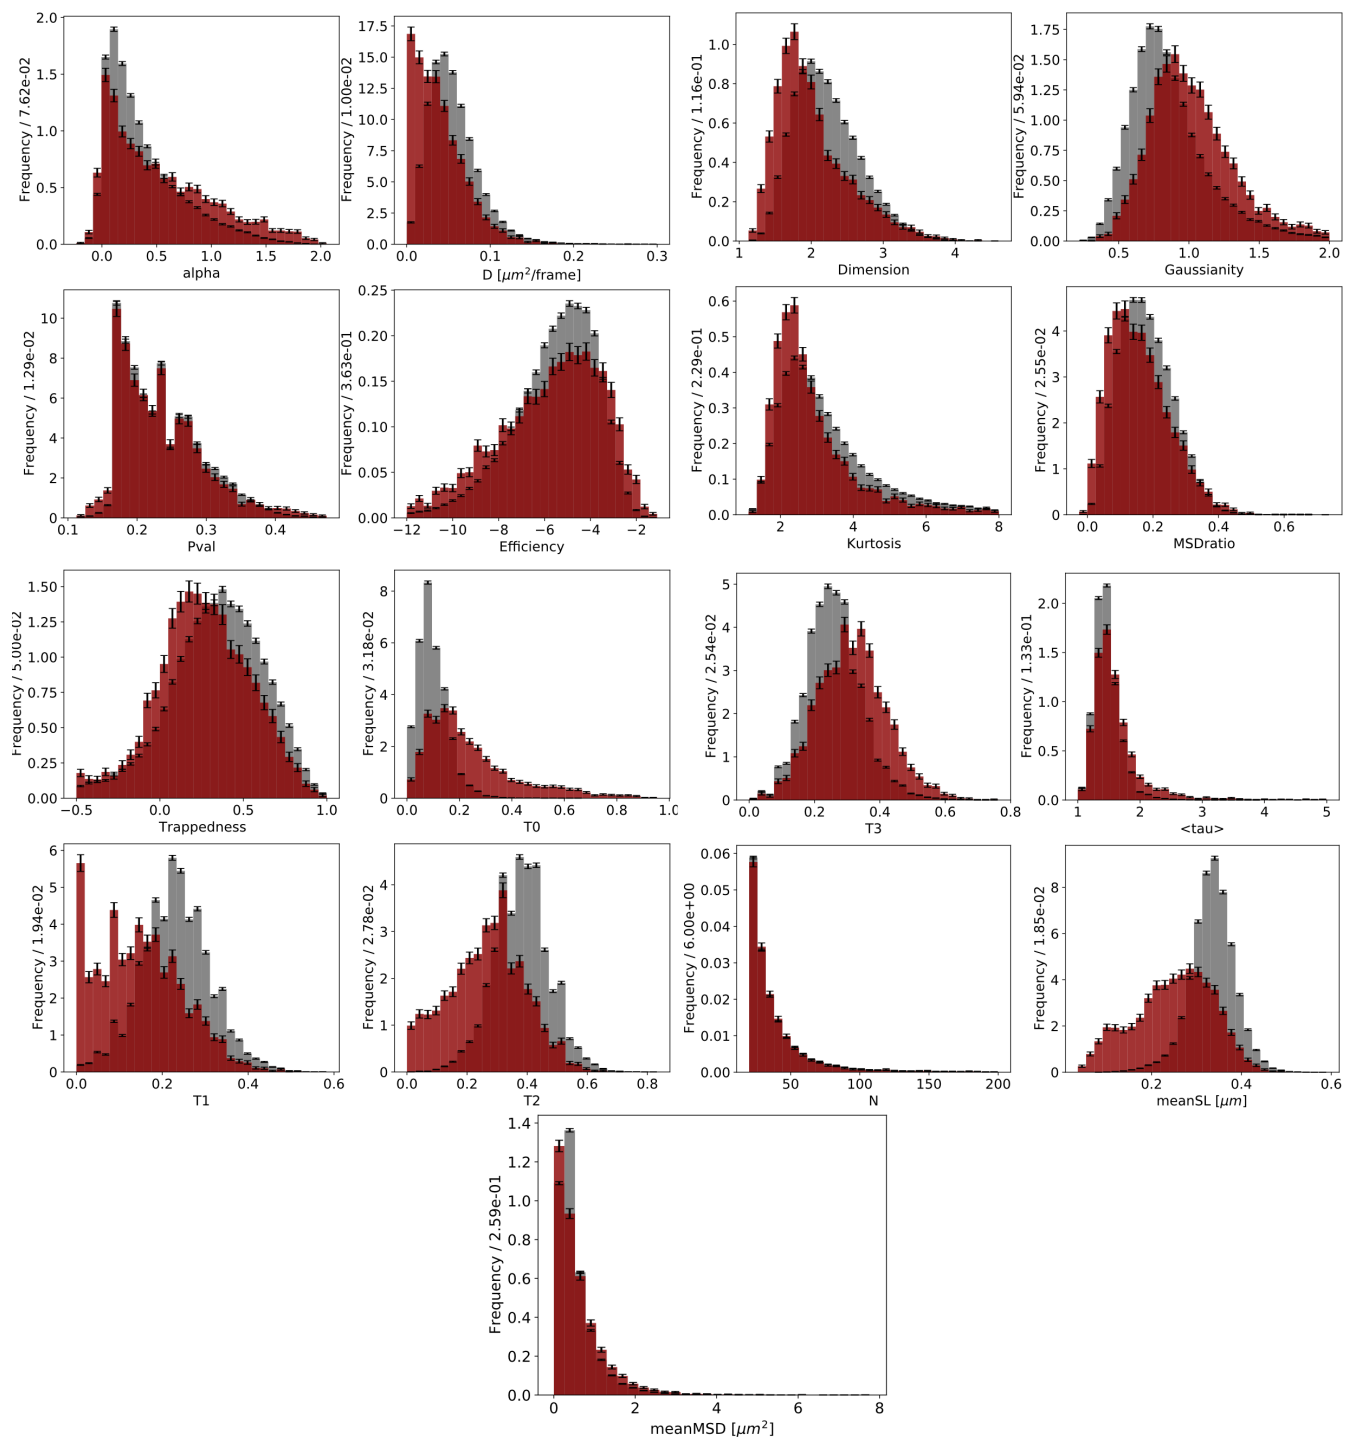 2.0
1.5
1.0
0.5
0.0
Frequency / 7.62e-02
0.0 0.5 1.0 1.5 2.0
alpha
17.5
15.0
12.5
10.0
7.5
5.0
2.5
0.0
Frequency / 1.00e-02
0.0 0.1 0.2 0.3
D [μm²/frame]
1.0
0.8
0.6
0.4
0.2
0.0
Frequency / 1.16e-01
1 2 3 4
Dimension
1.75
1.50
1.25
1.00
0.75
0.50
0.25
0.00
Frequency / 5.94e-02
0.5 1.0 1.5 2.0
Gaussianity
10
8
6
4
2
0
Frequency / 1.29e-02
0.1 0.2 0.3 0.4
Pval
0.25
0.20
0.15
0.10
0.05
0.00
Frequency / 3.63e-01
−12 −10 −8 −6 −4 −2
Efficiency
0.6
0.5
0.4
0.3
0.2
0.1
0.0
Frequency / 2.29e-01
2 4 6 8
Kurtosis
4
3
2
1
0
Frequency / 2.55e-02
0.0 0.2 0.4 0.6
MSDratio
1.50
1.25
1.00
0.75
0.50
0.25
0.00
Frequency / 5.00e-02
−0.5 0.0 0.5 1.0
Trappedness
8
6
4
2
0
Frequency / 3.18e-02
0.0 0.2 0.4 0.6 0.8 1.0
T0
5
4
3
2
1
0
Frequency / 2.54e-02
0.0 0.2 0.4 0.6 0.8
T3
2.0
1.5
1.0
0.5
0.0
Frequency / 1.33e-01
1 2 3 4 5
<tau>
6
5
4
3
2
1
0
Frequency / 1.94e-02
0.0 0.2 0.4 0.6
T1
4
3
2
1
0
Frequency / 2.78e-02
0.0 0.2 0.4 0.6 0.8
T2
0.06
0.05
0.04
0.03
0.02
0.01
0.00
Frequency / 6.00e+00
50 100 150 200
N
8
6
4
2
0
Frequency / 1.85e-02
0.2 0.4 0.6
meanSL [μm]
1.4
1.2
1.0
0.8
0.6
0.4
0.2
0.0
Frequency / 2.59e-01
0 2 4 6 8
meanMSD [μm²]